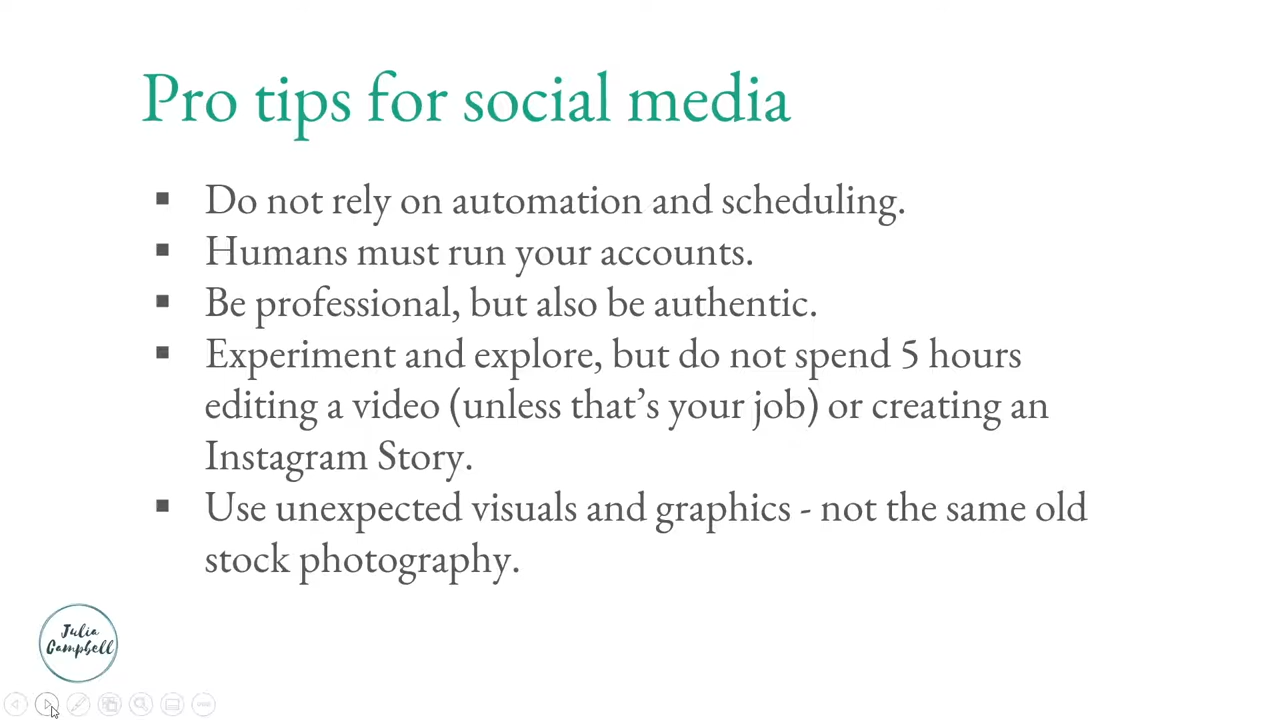 Pro tips for social media
▪ Do not rely on automation and scheduling.
▪ Humans must run your accounts.
▪ Be professional, but also be authentic.
▪ Experiment and explore, but do not spend 5 hours
editing a video (unless that’s your job) or creating an
Instagram Story.
▪ Use unexpected visuals and graphics - not the same old
stock photography.
Julia
Campbell